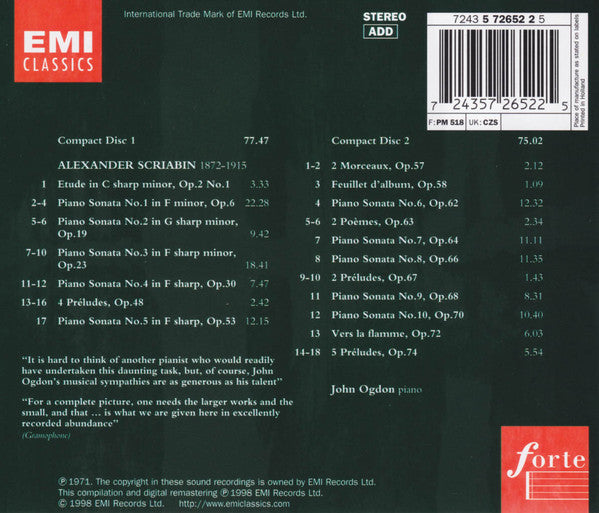 EMI
CLASSICS
International Trade Mark of EMI Records Ltd.
STEREO
ADD
7243 5 72652 2 5
7 24357 26522 5
F: PM 518 UK: CZS
Place of manufacture as stated on labels
Printed in Holland
Compact Disc 1 77.47
ALEXANDER SCRIABIN 1872-1915
1 Etude in C sharp minor, Op.2 No.1 3.33
2-4 Piano Sonata No.1 in F minor, Op.6 22.28
5-6 Piano Sonata No.2 in G sharp minor,
Op.19 9.42
7-10 Piano Sonata No.3 in F sharp minor,
Op.23 18.41
11-12 Piano Sonata No.4 in F sharp, Op.30 7.47
13-16 4 Préludes, Op.48 2.42
17 Piano Sonata No.5 in F sharp, Op.53 12.15
Compact Disc 2 75.02
1-2 2 Morceaux, Op.57 2.12
3 Feuillet d'album, Op.58 1.09
4 Piano Sonata No.6, Op.62 12.32
5-6 2 Poèmes, Op.63 2.34
7 Piano Sonata No.7, Op.64 11.11
8 Piano Sonata No.8, Op.66 11.35
9-10 2 Préludes, Op.67 1.43
11 Piano Sonata No.9, Op.68 8.31
12 Piano Sonata No.10, Op.70 10.40
13 Vers la flamme, Op.72 6.03
14-18 5 Préludes, Op.74 5.54
John Ogdon piano
"It is hard to think of another pianist who would readily
have undertaken this daunting task, but, of course, John
Ogdon's musical sympathies are as generous as his talent"
"For a complete picture, one needs the larger works and the
small, and that ... is what we are given here in excellently
recorded abundance"
(Gramophone)
forte
℗ 1971. The copyright in these sound recordings is owned by EMI Records Ltd.
This compilation and digital remastering ℗ 1998 EMI Records Ltd.
© 1998 EMI Records Ltd. http://www.emiclassics.com